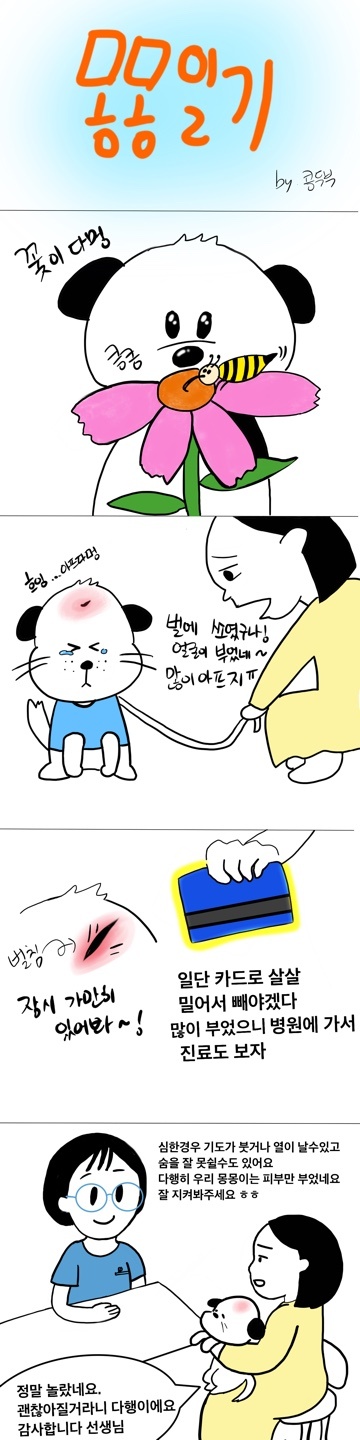 몽몽일기
by 콩두부
꽃이 다멍
킁킁
흐잉...아프다멍
벌에 쏘였구나!
얼굴이 부었네~
많이아프지ㅠ
벌침
잠시 가만히
있어봐~!
일단 카드로 살살
밀어서 빼야겠다
많이 부었으니 병원에 가서
진료도 보자
심한경우 기도가 붓거나 열이 날수있고
숨을 잘 못쉴수도 있어요
다행히 우리 몽몽이는 피부만 부었네요
잘 지켜봐주세요 ㅎㅎ
정말 놀랐네요.
괜찮아질거라니 다행이에요
감사합니다 선생님